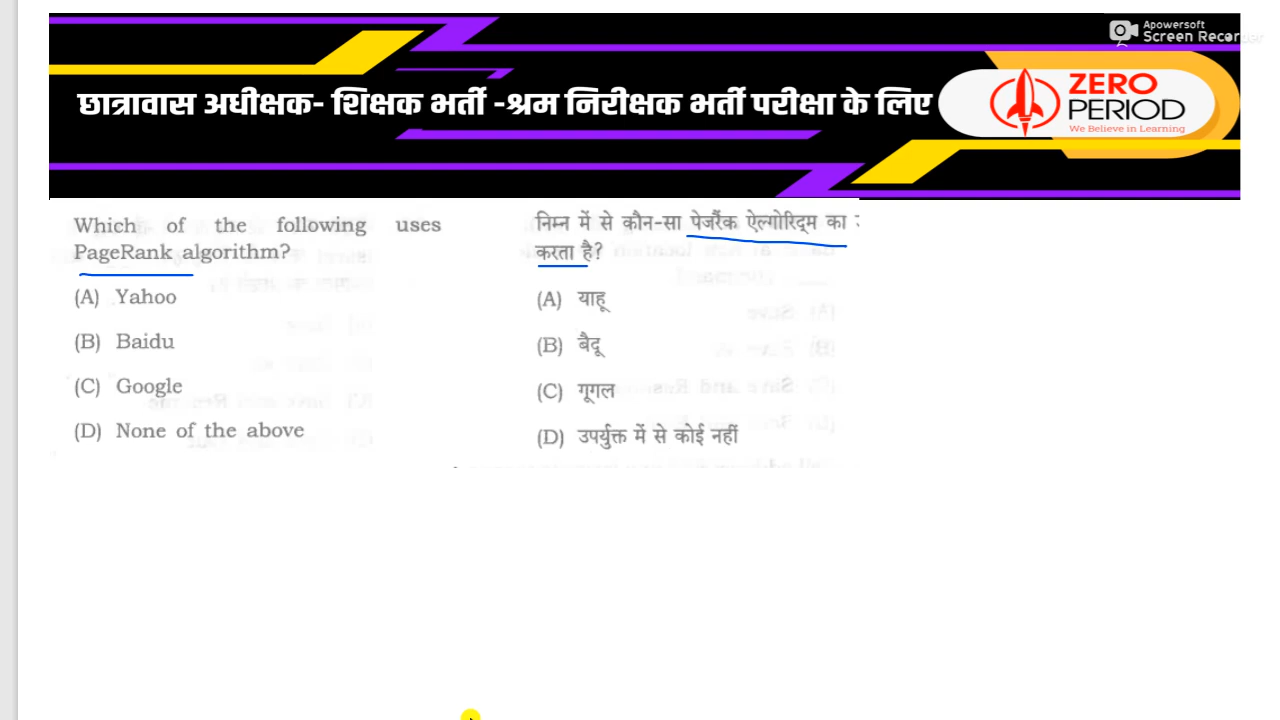 Apowersoft
Screen Recorder
छात्रावास अधीक्षक- शिक्षक भर्ती -श्रम निरीक्षक भर्ती परीक्षा के लिए
ZERO
PERIOD
We Believe in Learning
Which of the following uses
PageRank algorithm?
(A) Yahoo
(B) Baidu
(C) Google
(D) None of the above
निम्न में से कौन-सा पेजरैंक ऐल्गोरिद्म का
करता है?
(A) याहू
(B) बैदू
(C) गूगल
(D) उपर्युक्त में से कोई नहीं